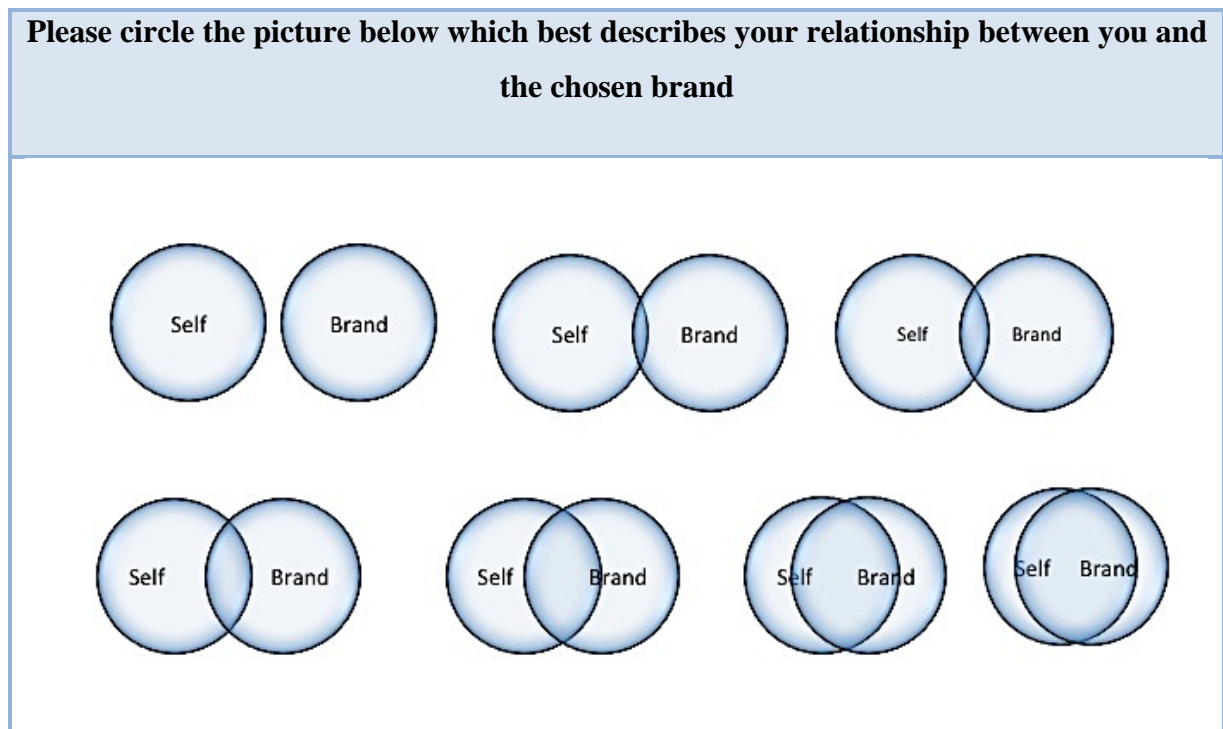 Please circle the picture below which best describes your relationship between you and
the chosen brand
Self Brand
Self Brand
Self Brand
Self Brand
Self Brand
Self Brand
Self Brand